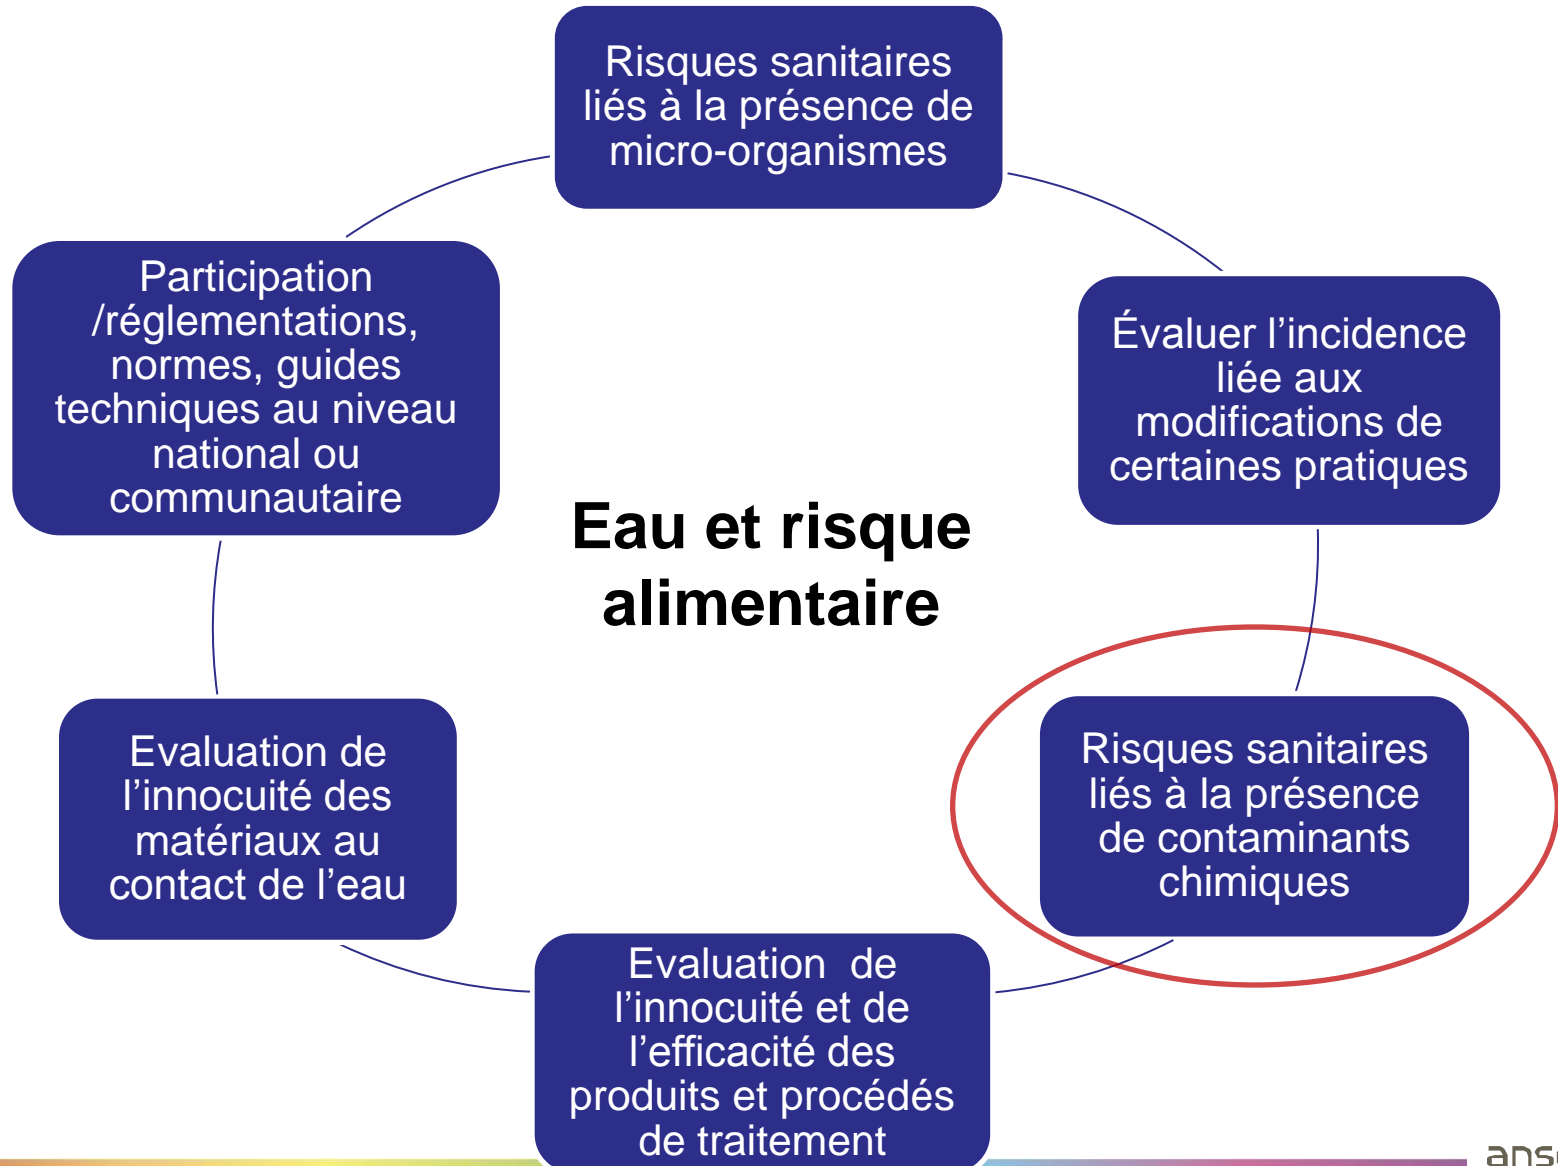 Risques sanitaires
liés à la présence de
micro-organismes
Participation
/réglementations,
normes, guides
techniques au niveau
national ou
communautaire
Évaluer l’incidence
liée aux
modifications de
certaines pratiques
Eau et risque
alimentaire
Evaluation de
l’innocuité des
matériaux au
contact de l’eau
Risques sanitaires
liés à la présence
de contaminants
chimiques
Evaluation  de
l’innocuité et de
l’efficacité des
produits et procédés
de traitement